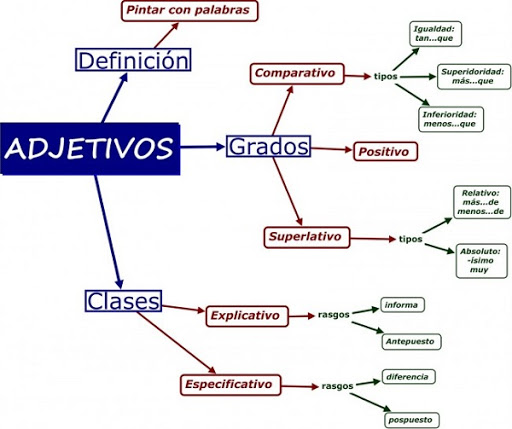 Pintar con palabras
Definición
ADJETIVOS
Grados
Comparativo
tipos
Igualdad:
tan...que
Superidoridad:
más...que
Inferioridad:
menos...que
Positivo
Superlativo
tipos
Relativo:
más...de
menos...de
Absoluto:
-ísimo
muy
Clases
Explicativo
rasgos
informa
Antepuesto
Especificativo
rasgos
diferencia
pospuesto